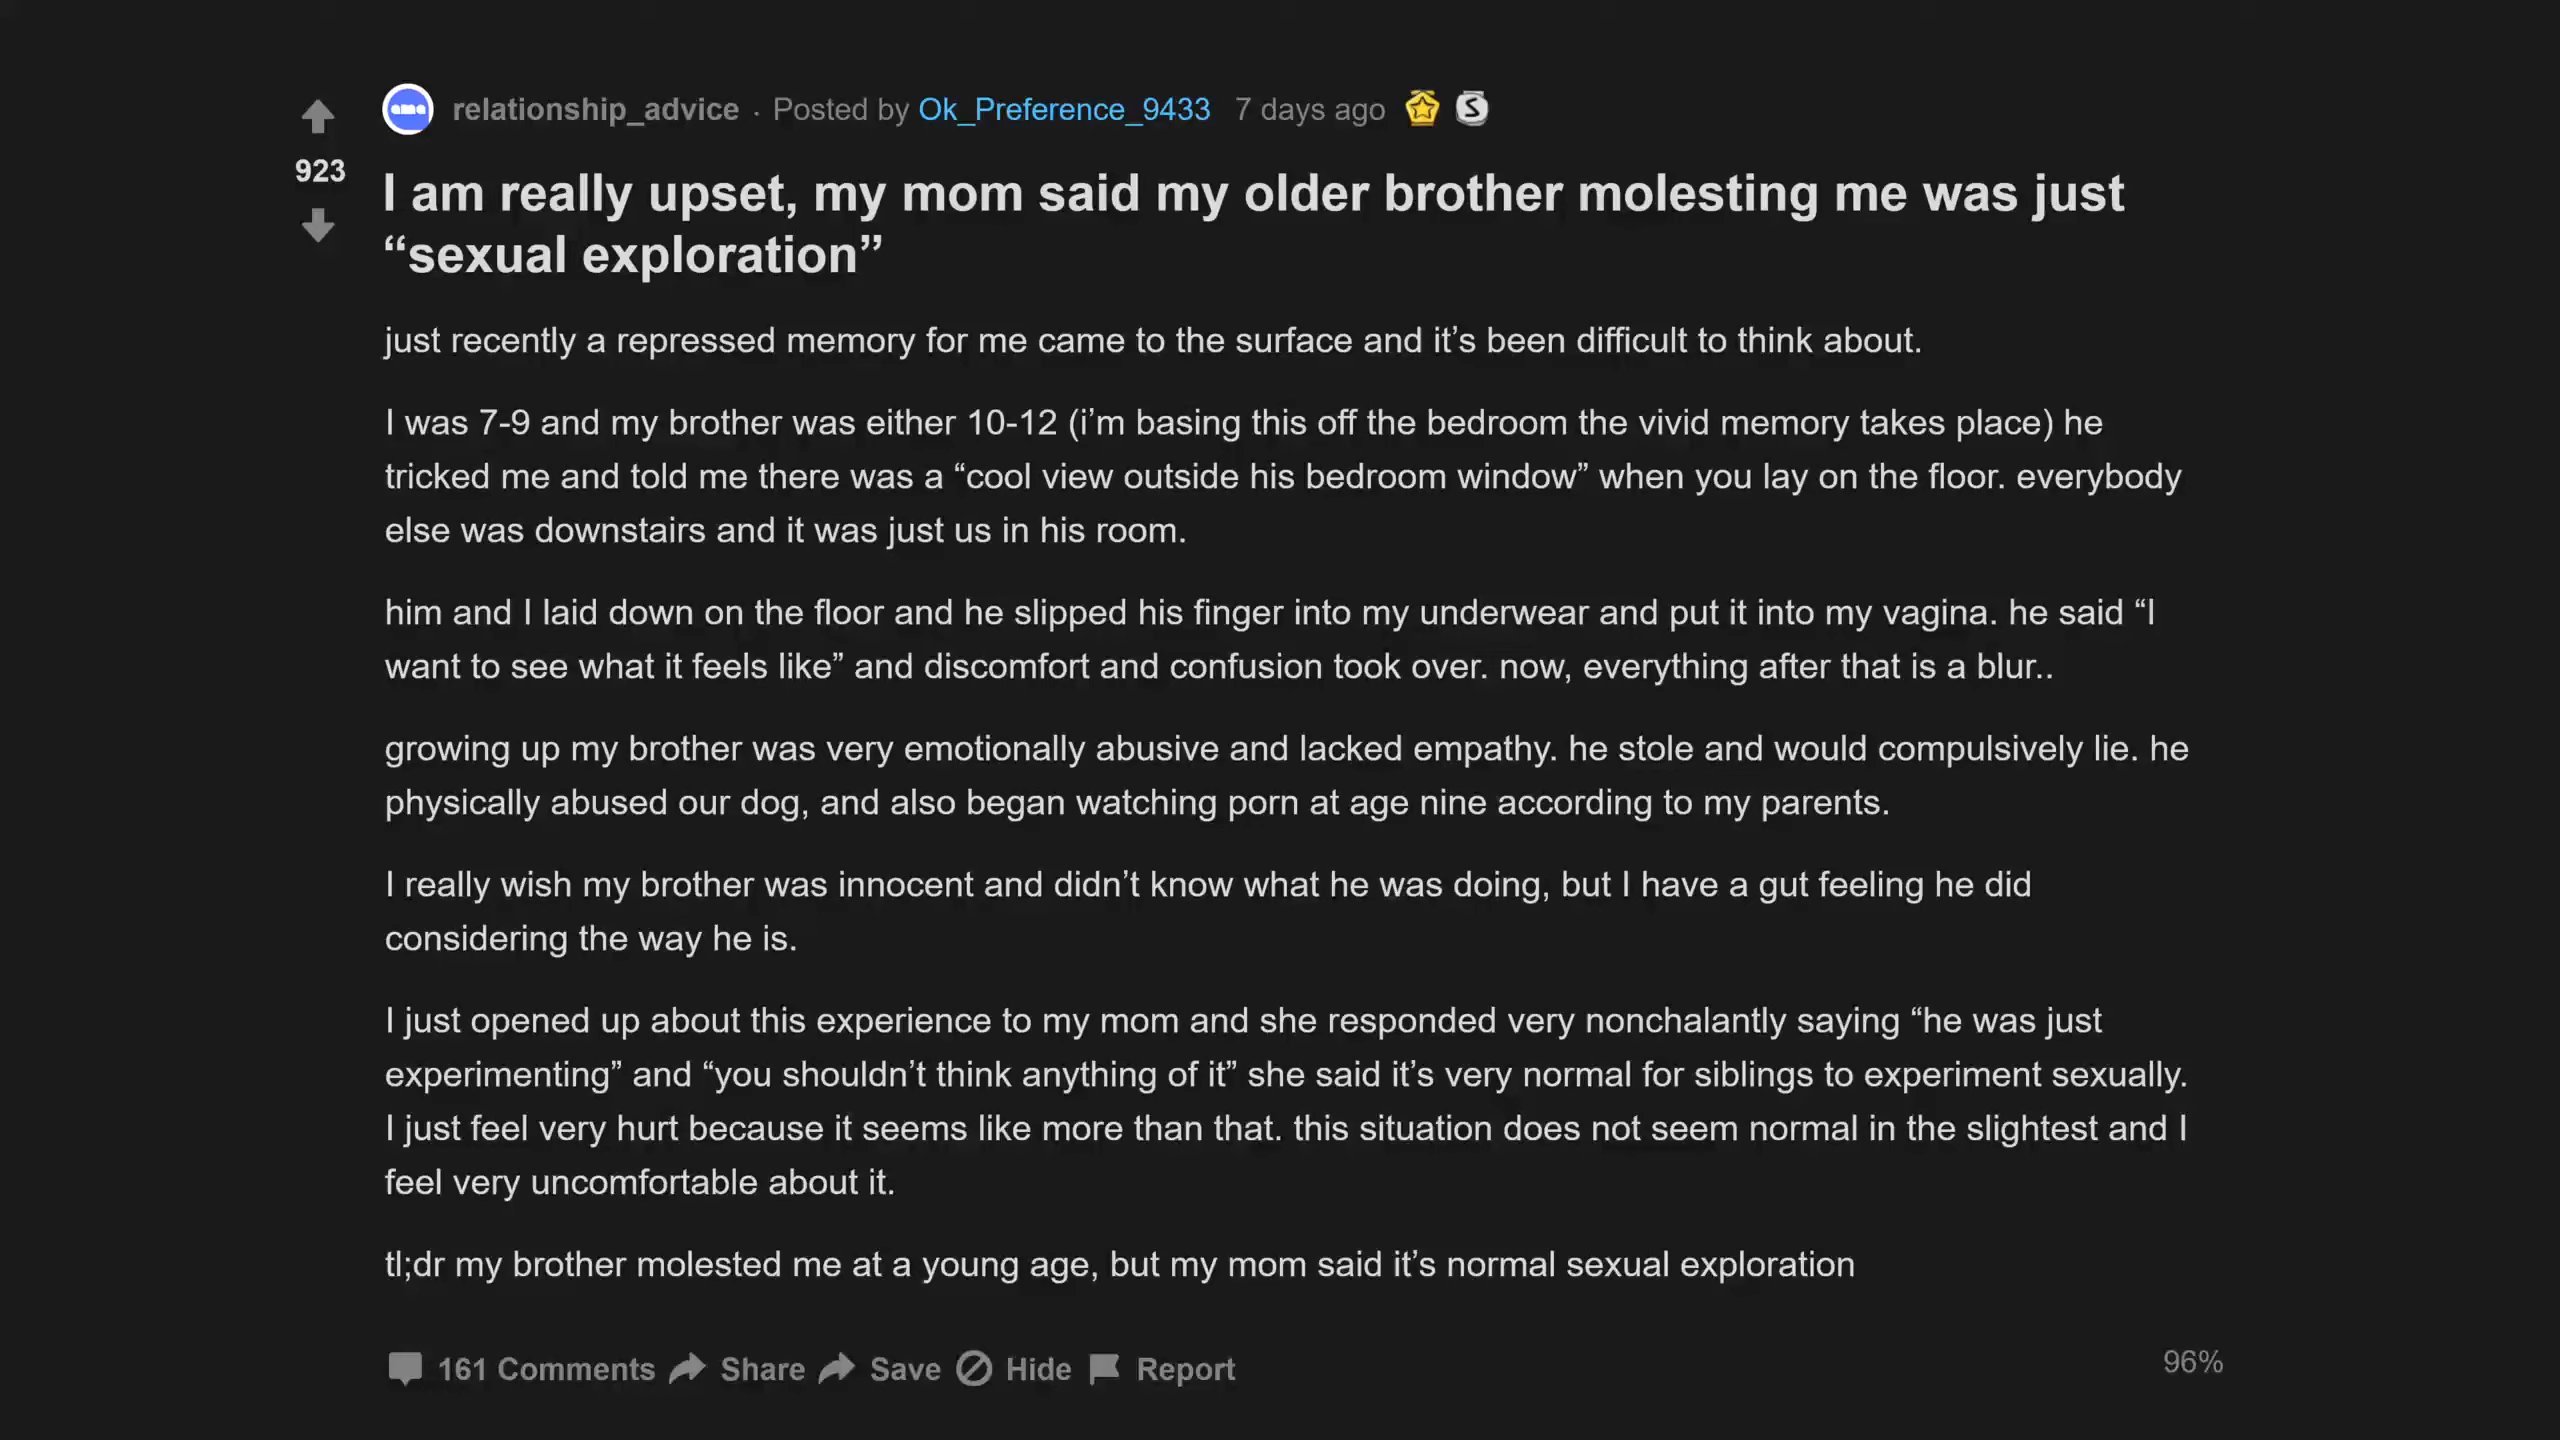 relationship_advice · Posted by Ok_Preference_9433 7 days ago
923
I am really upset, my mom said my older brother molesting me was just
“sexual exploration”
just recently a repressed memory for me came to the surface and it’s been difficult to think about.
I was 7-9 and my brother was either 10-12 (i’m basing this off the bedroom the vivid memory takes place) he
tricked me and told me there was a “cool view outside his bedroom window” when you lay on the floor. everybody
else was downstairs and it was just us in his room.
him and I laid down on the floor and he slipped his finger into my underwear and put it into my vagina. he said “I
want to see what it feels like” and discomfort and confusion took over. now, everything after that is a blur..
growing up my brother was very emotionally abusive and lacked empathy. he stole and would compulsively lie. he
physically abused our dog, and also began watching porn at age nine according to my parents.
I really wish my brother was innocent and didn’t know what he was doing, but I have a gut feeling he did
considering the way he is.
I just opened up about this experience to my mom and she responded very nonchalantly saying “he was just
experimenting” and “you shouldn’t think anything of it” she said it’s very normal for siblings to experiment sexually.
I just feel very hurt because it seems like more than that. this situation does not seem normal in the slightest and I
feel very uncomfortable about it.
tl;dr my brother molested me at a young age, but my mom said it’s normal sexual exploration
161 Comments Share Save Hide Report 96%